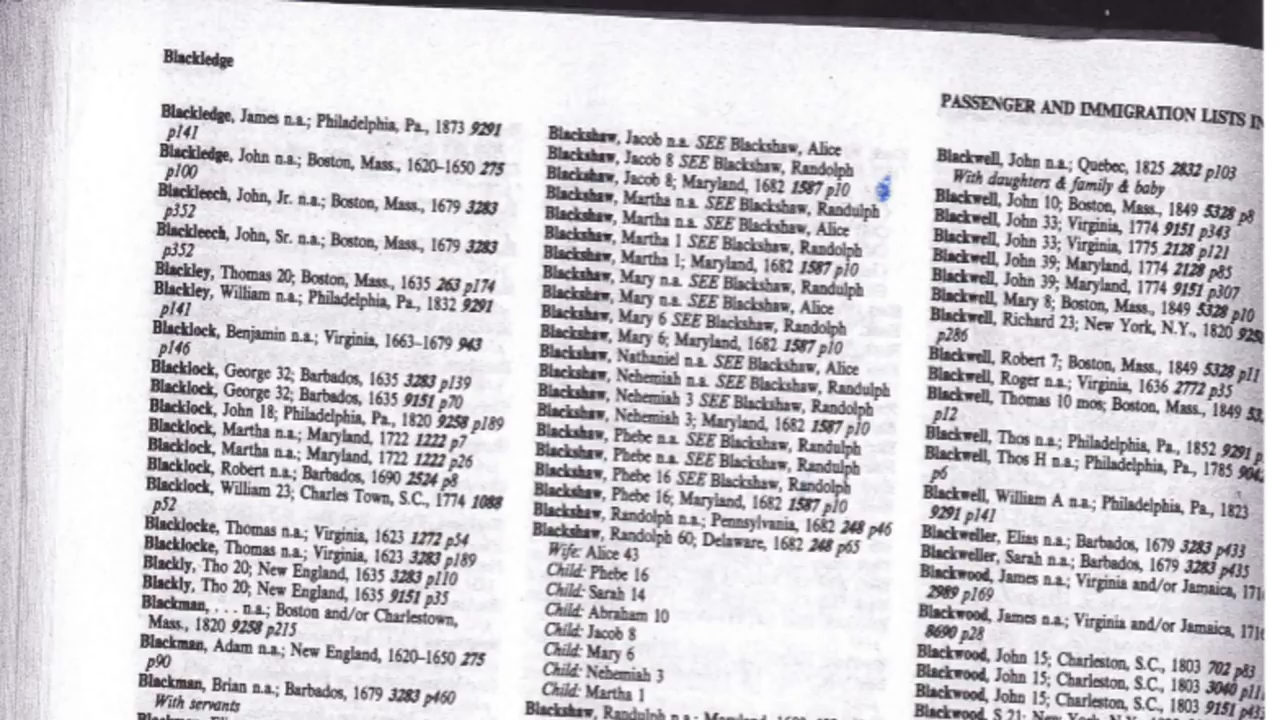 Blackledge
Blackledge, James n.a.; Philadelphia, Pa., 1873 9291
p141
Blackledge, John n.a.; Boston, Mass., 1620–1650 275
p100
Blackleech, John, Jr. n.a.; Boston, Mass., 1679 3283
p352
Blackleech, John, Sr. n.a.; Boston, Mass., 1679 3283
p352
Blackley, Thomas 20; Boston, Mass., 1635 263 p174
Blackley, William n.a.; Philadelphia, Pa., 1832 9291
p141
Blacklock, Benjamin n.a.; Virginia, 1663–1679 943
p146
Blacklock, George 32; Barbados, 1635 3283 p139
Blacklock, George 32; Barbados, 1635 9151 p70
Blacklock, John 18; Philadelphia, Pa., 1820 9258 p189
Blacklock, Martha n.a.; Maryland, 1722 1222 p7
Blacklock, Martha n.a.; Maryland, 1722 1222 p26
Blacklock, Robert n.a.; Barbados, 1690 2524 p8
Blacklock, William 23; Charles Town, S.C., 1774 1088
p52
Blacklocke, Thomas n.a.; Virginia, 1623 1272 p54
Blacklocke, Thomas n.a.; Virginia, 1623 3283 p189
Blackly, Tho 20; New England, 1635 3283 p110
Blackly, Tho 20; New England, 1635 9151 p35
Blackman, . . . n.a.; Boston and/or Charlestown,
Mass., 1820 9258 p215
Blackman, Adam n.a.; New England, 1620–1650 275
p90
Blackman, Brian n.a.; Barbados, 1679 3283 p460
With servants
Blackshaw, Jacob n.a. SEE Blackshaw, Alice
Blackshaw, Jacob 8 SEE Blackshaw, Randolph
Blackshaw, Jacob 8; Maryland, 1682 1587 p10
Blackshaw, Martha n.a. SEE Blackshaw, Randulph
Blackshaw, Martha n.a. SEE Blackshaw, Alice
Blackshaw, Martha 1 SEE Blackshaw, Randolph
Blackshaw, Martha 1; Maryland, 1682 1587 p10
Blackshaw, Mary n.a. SEE Blackshaw, Randulph
Blackshaw, Mary n.a. SEE Blackshaw, Alice
Blackshaw, Mary 6 SEE Blackshaw, Randolph
Blackshaw, Mary 6; Maryland, 1682 1587 p10
Blackshaw, Nathaniel n.a. SEE Blackshaw, Alice
Blackshaw, Nehemiah n.a. SEE Blackshaw, Randulph
Blackshaw, Nehemiah 3 SEE Blackshaw, Randolph
Blackshaw, Nehemiah 3; Maryland, 1682 1587 p10
Blackshaw, Phebe n.a. SEE Blackshaw, Randulph
Blackshaw, Phebe n.a. SEE Blackshaw, Randulph
Blackshaw, Phebe 16 SEE Blackshaw, Randolph
Blackshaw, Phebe 16; Maryland, 1682 1587 p10
Blackshaw, Randolph n.a.; Pennsylvania, 1682 248 p46
Blackshaw, Randolph 60; Delaware, 1682 248 p65
Wife: Alice 43
Child: Phebe 16
Child: Sarah 14
Child: Abraham 10
Child: Jacob 8
Child: Mary 6
Child: Nehemiah 3
Child: Martha 1
Blackshaw, Randulph n.a.;
PASSENGER AND IMMIGRATION LISTS IN
Blackwell, John n.a.; Quebec, 1825 2832 p103
With daughters & family & baby
Blackwell, John 10; Boston, Mass., 1849 5328 p8
Blackwell, John 33; Virginia, 1774 9151 p343
Blackwell, John 33; Virginia, 1775 2128 p121
Blackwell, John 39; Maryland, 1774 2128 p85
Blackwell, John 39; Maryland, 1774 9151 p307
Blackwell, Mary 8; Boston, Mass., 1849 5328 p10
Blackwell, Richard 23; New York, N.Y., 1820
p286
Blackwell, Robert 7; Boston, Mass., 1849 5328 p11
Blackwell, Roger n.a.; Virginia, 1636 2772 p35
Blackwell, Thomas 10 mos; Boston, Mass., 1849
p12
Blackwell, Thos n.a.; Philadelphia, Pa., 1852 9291
Blackwell, Thos H n.a.; Philadelphia, Pa., 1785
p6
Blackwell, William A n.a.; Philadelphia, Pa., 1823
9291 p141
Blackweller, Elias n.a.; Barbados, 1679 3283 p433
Blackweller, Sarah n.a.; Barbados, 1679 3283 p435
Blackwood, James n.a.; Virginia and/or Jamaica,
2989 p169
Blackwood, James n.a.; Virginia and/or Jamaica,
8690 p28
Blackwood, John 15; Charleston, S.C., 1803 702 p83
Blackwood, John 15; Charleston, S.C., 1803 3040
Blackwood, John 15; Charleston, S.C., 1803 9151
Blackwood, S 21; New York, N.Y.,